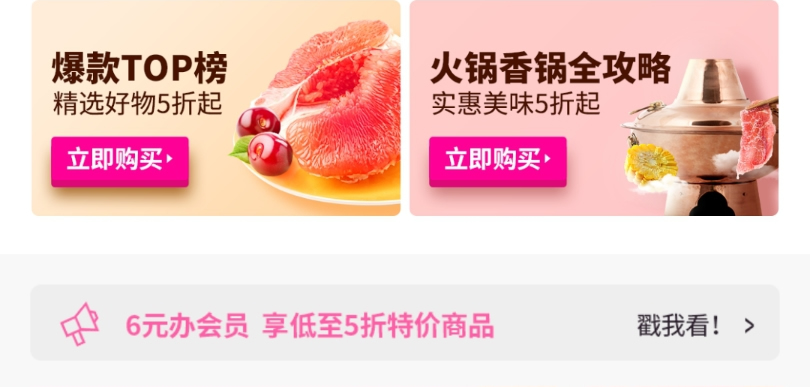 爆款TOP榜
精选好物5折起
立即购买
火锅香锅全攻略
实惠美味5折起
立即购买
6元办会员 享低至5折特价商品
戳我看！ >